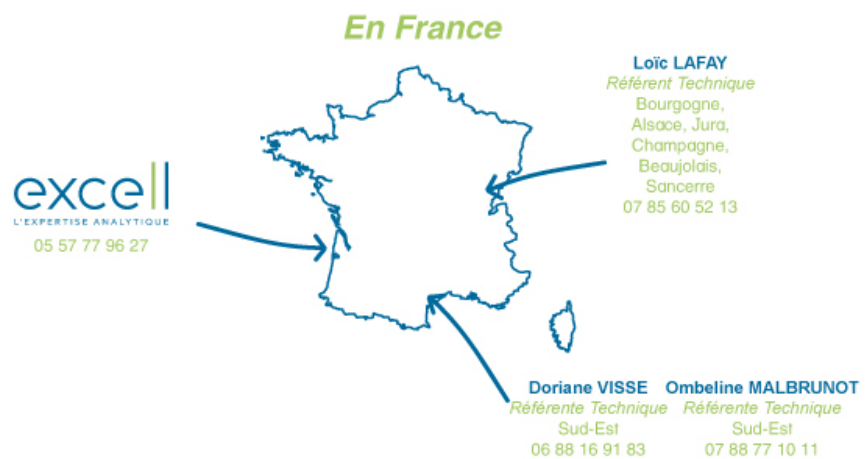 En France
Loïc LAFAY
Référent Technique
Bourgogne,
Alsace, Jura,
Champagne,
Beaujolais,
Sancerre
07 85 60 52 13
excell
L'EXPERTISE ANALYTIQUE
05 57 77 96 27
Doriane VISSE
Référente Technique
Sud-Est
06 88 16 91 83
Ombeline MALBRUNOT
Référente Technique
Sud-Est
07 88 77 10 11